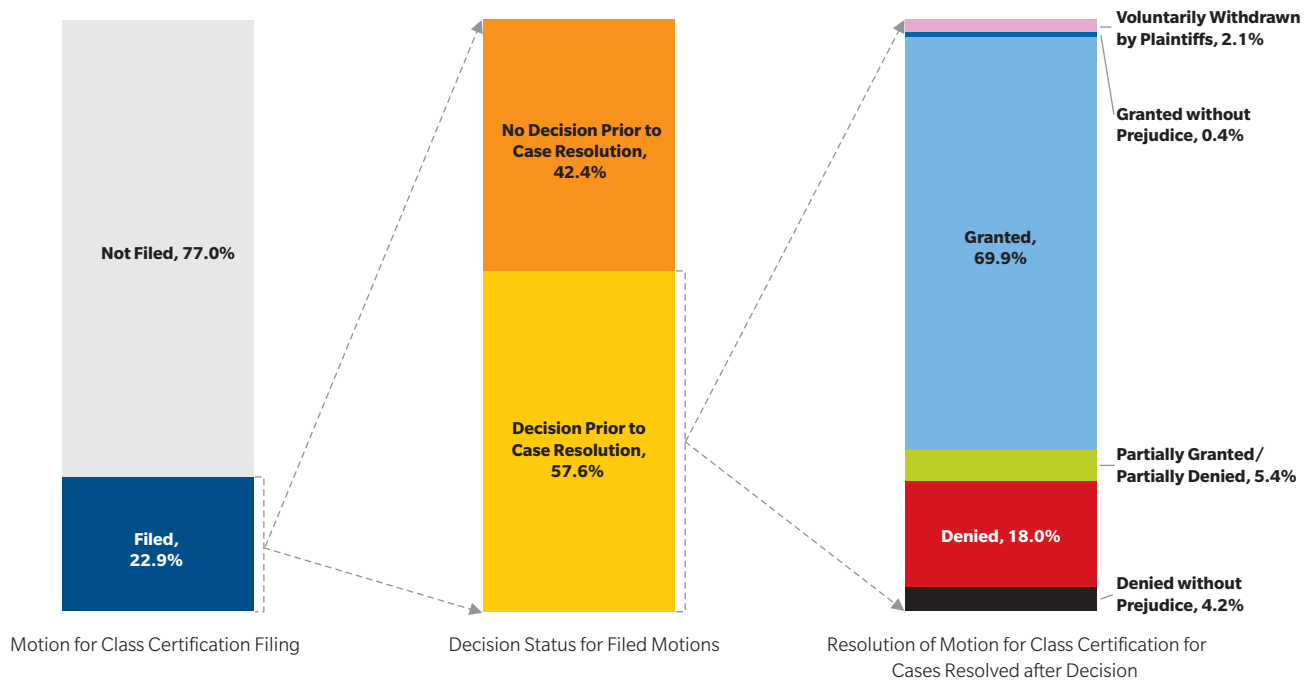 Not Filed, 77.0%
Filed,
22.9%
Motion for Class Certification Filing
No Decision Prior to
Case Resolution,
42.4%
Decision Prior to
Case Resolution,
57.6%
Decision Status for Filed Motions
Voluntarily Withdrawn
by Plaintiffs, 2.1%
Granted without
Prejudice, 0.4%
Granted,
69.9%
Partially Granted/
Partially Denied, 5.4%
Denied, 18.0%
Denied without
Prejudice, 4.2%
Resolution of Motion for Class Certification for
Cases Resolved after Decision